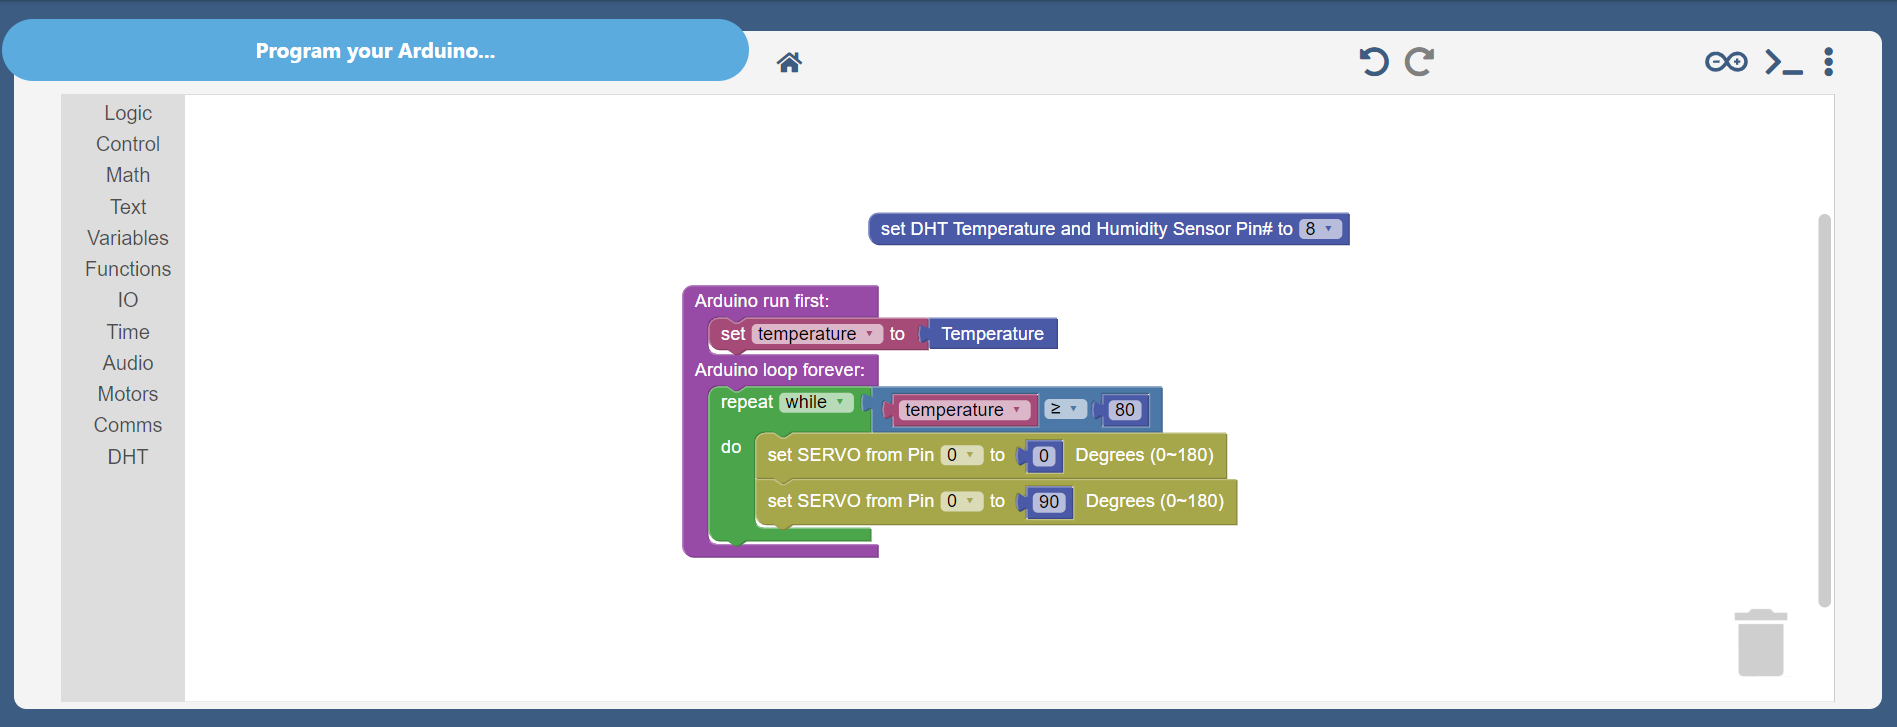 Program your Arduino...
Logic
Control
Math
Text
Variables
Functions
IO
Time
Audio
Motors
Comms
DHT
set DHT Temperature and Humidity Sensor Pin# to 8
Arduino run first:
set temperature to Temperature
Arduino loop forever:
repeat while temperature ≥ 80
do
set SERVO from Pin 0 to 0 Degrees (0~180)
set SERVO from Pin 0 to 90 Degrees (0~180)